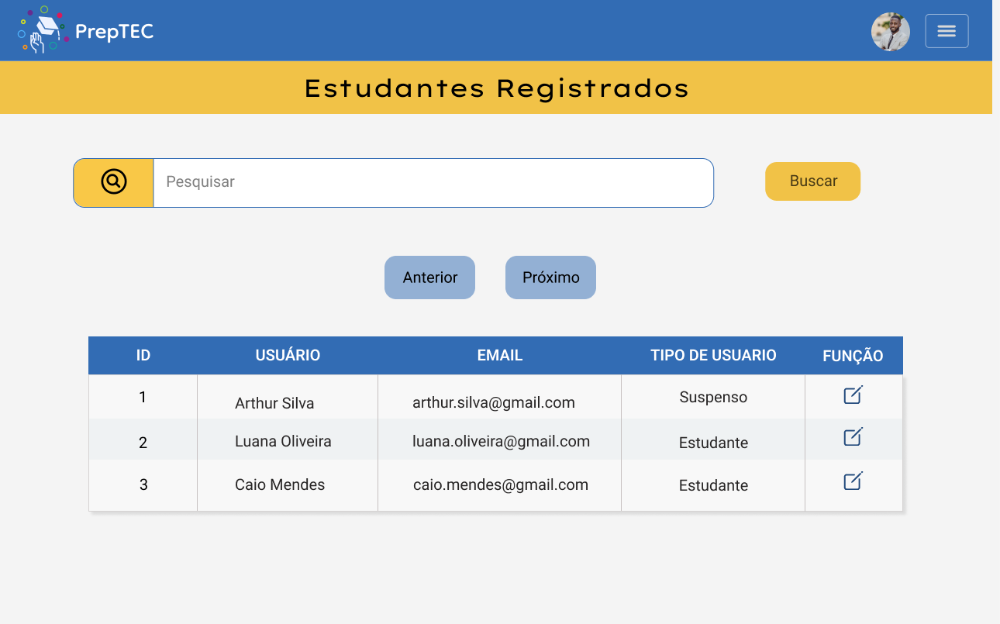 PrepTEC
Estudantes Registrados
Pesquisar
Buscar
Anterior Próximo
ID USUÁRIO EMAIL TIPO DE USUARIO FUNÇÃO
1 Arthur Silva arthur.silva@gmail.com Suspenso
2 Luana Oliveira luana.oliveira@gmail.com Estudante
3 Caio Mendes caio.mendes@gmail.com Estudante